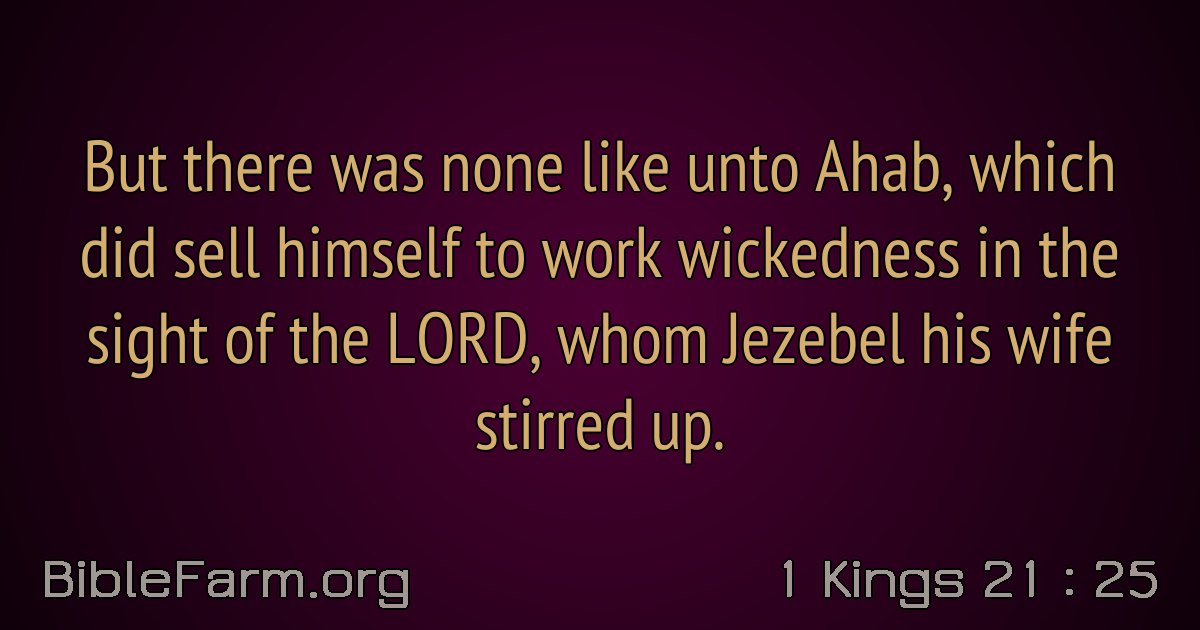 But there was none like unto Ahab, which
did sell himself to work wickedness in the
sight of the LORD, whom Jezebel his wife
stirred up.
BibleFarm.org
1 Kings 21 : 25